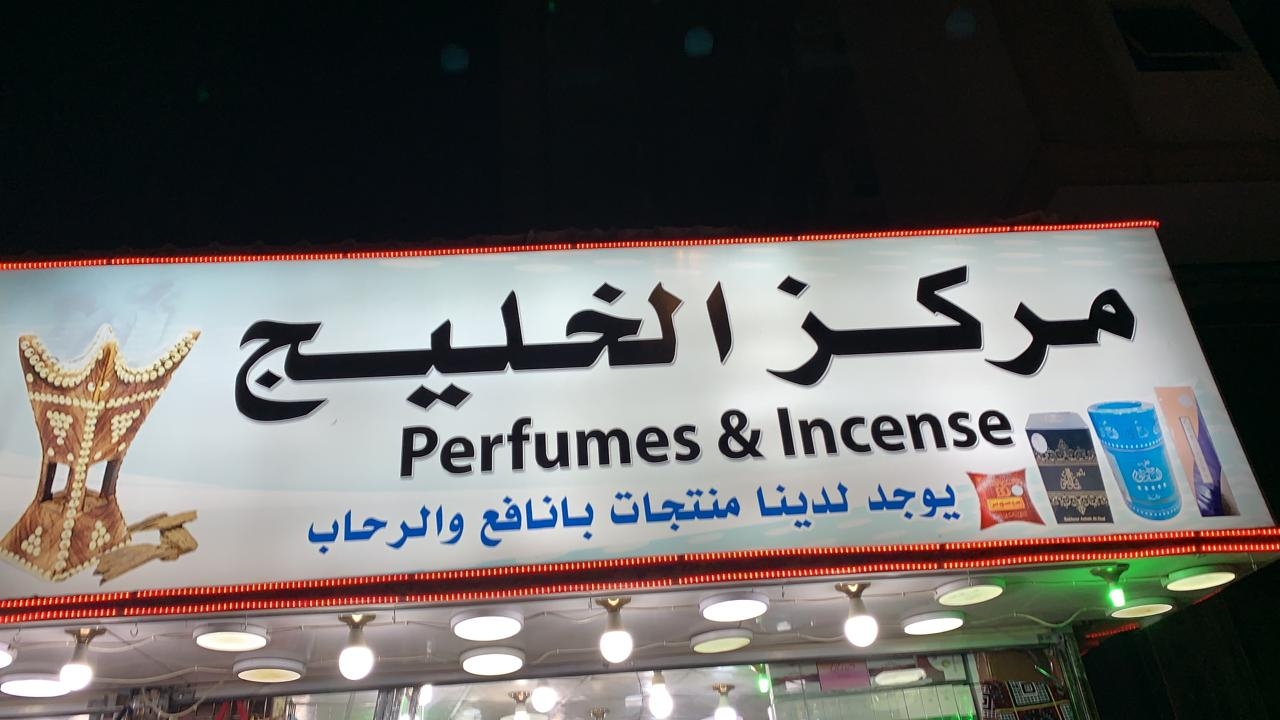 مركز الخليج
Perfumes & Incense
يوجد لدينا منتجات بانافع والرحاب